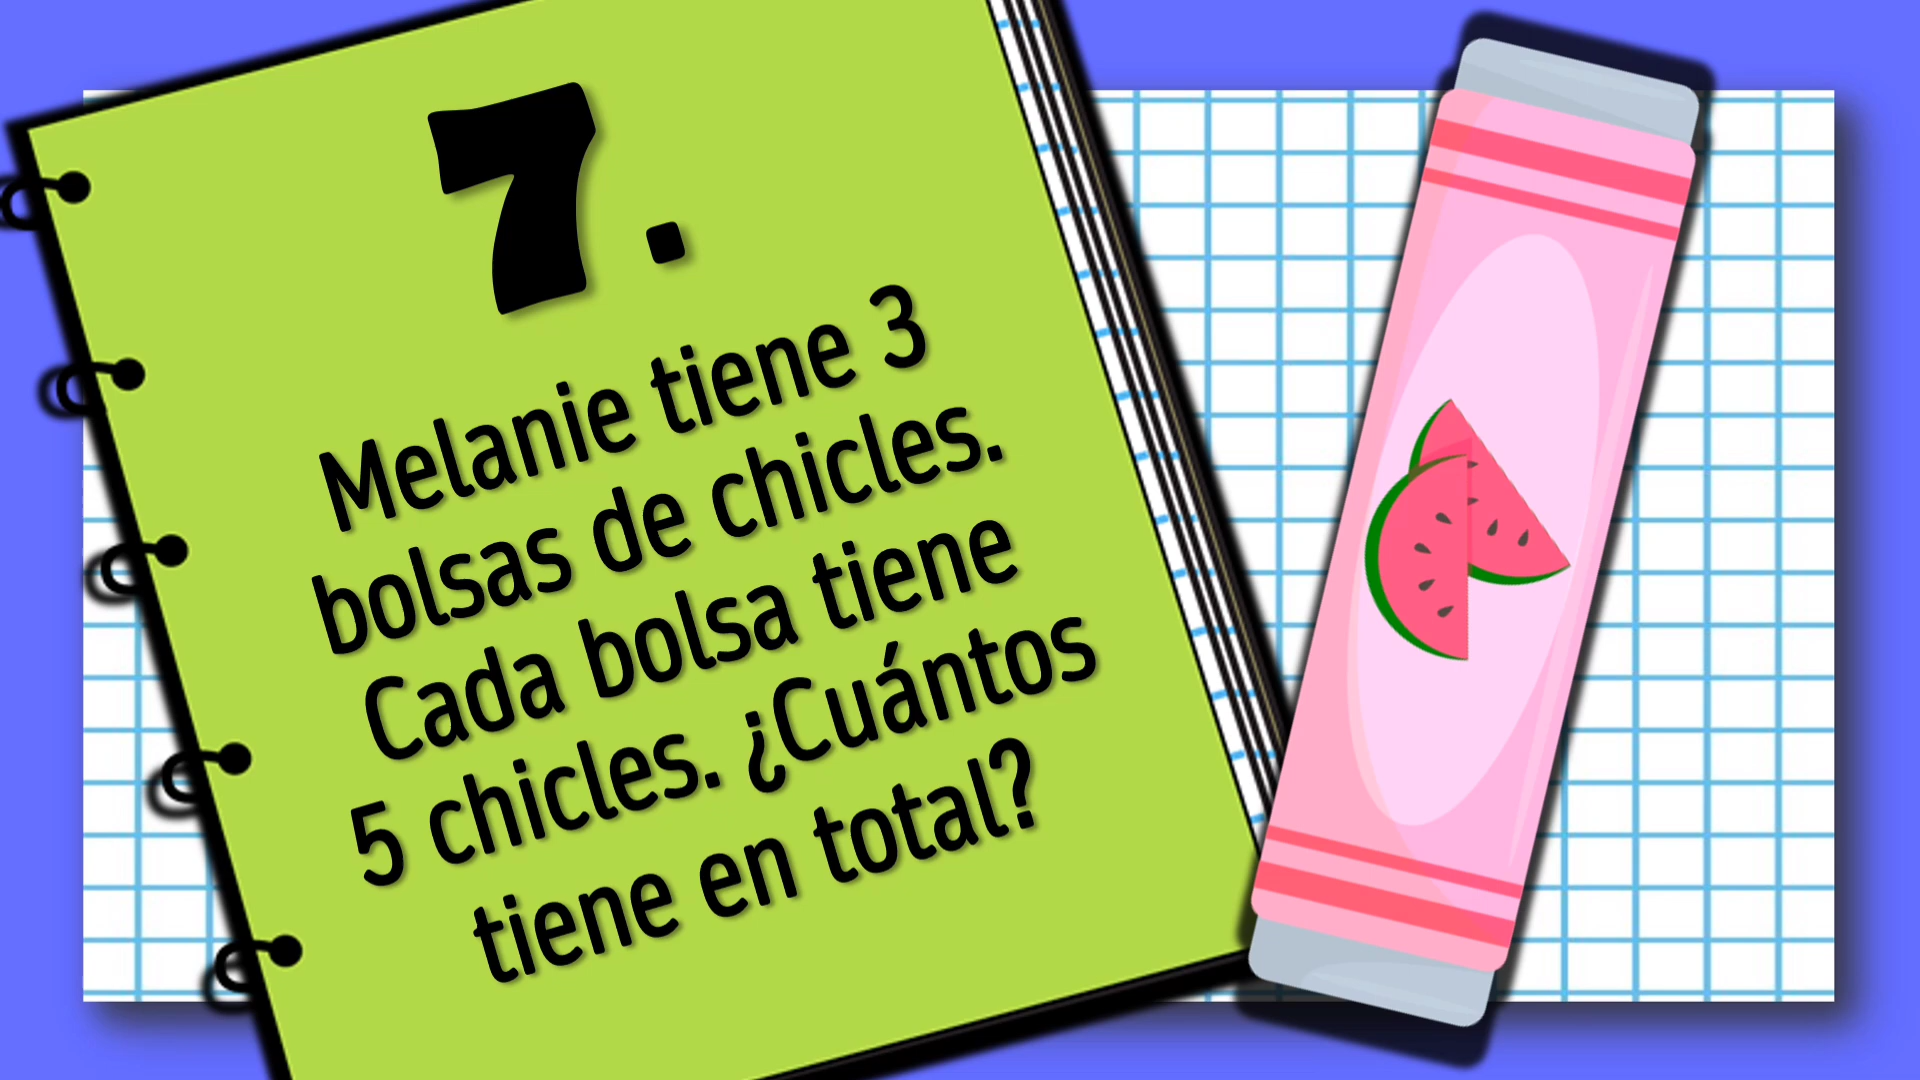 7.
Melanie tiene 3
bolsas de chicles.
Cada bolsa tiene
5 chicles. ¿Cuántos
tiene en total?